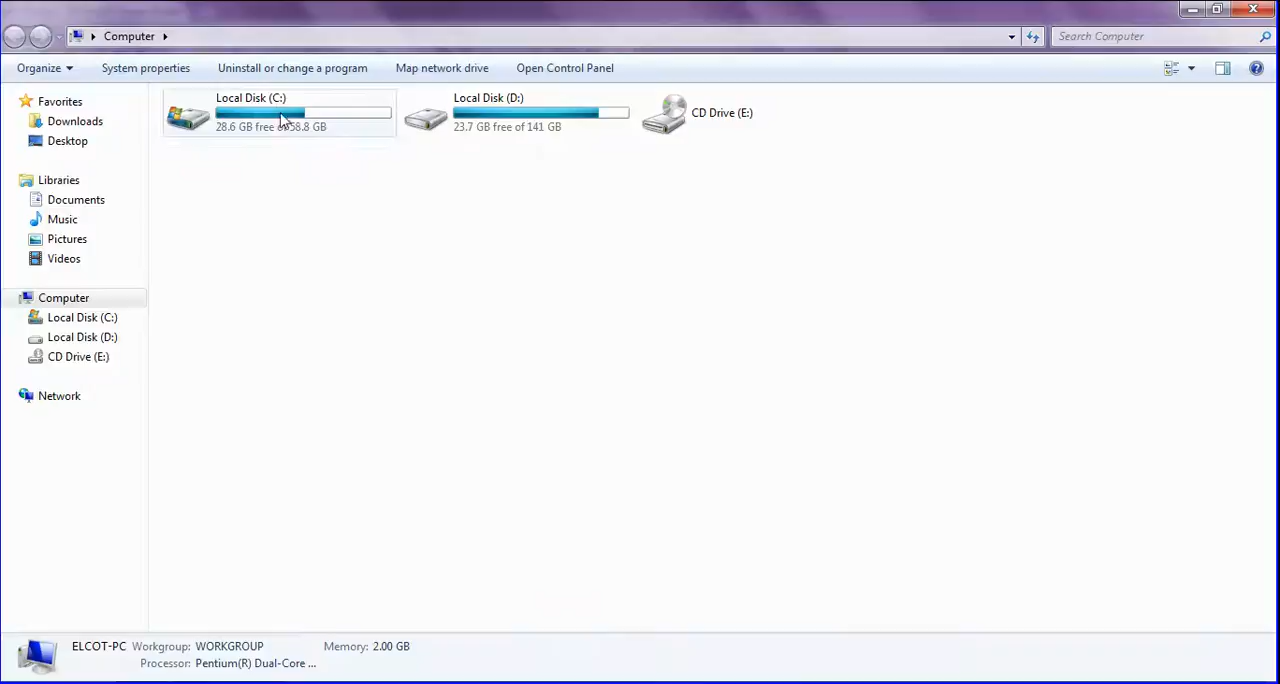 Computer
Search Computer
Organize
System properties
Uninstall or change a program
Map network drive
Open Control Panel
Favorites
Downloads
Desktop
Libraries
Documents
Music
Pictures
Videos
Computer
Local Disk (C:)
Local Disk (D:)
CD Drive (E:)
Network
Local Disk (C:)
28.6 GB free of 58.8 GB
Local Disk (D:)
23.7 GB free of 141 GB
CD Drive (E:)
ELCOT-PC Workgroup: WORKGROUP Memory: 2.00 GB
Processor: Pentium(R) Dual-Core ...